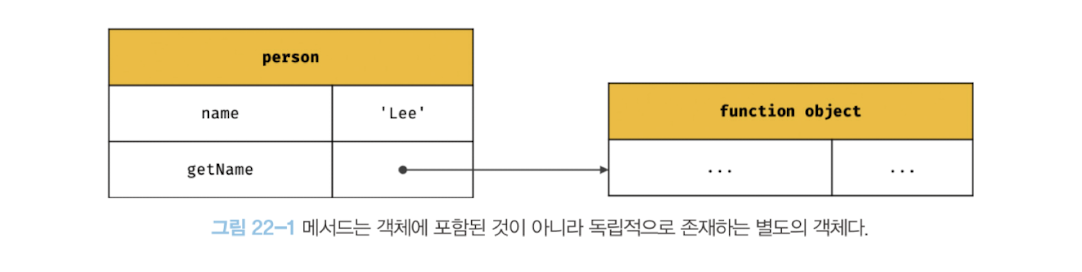 person
name
'Lee'
function object
getName
...
...
그림 22-1 메서드는 객체에 포함된 것이 아니라 독립적으로 존재하는 별도의 객체다.